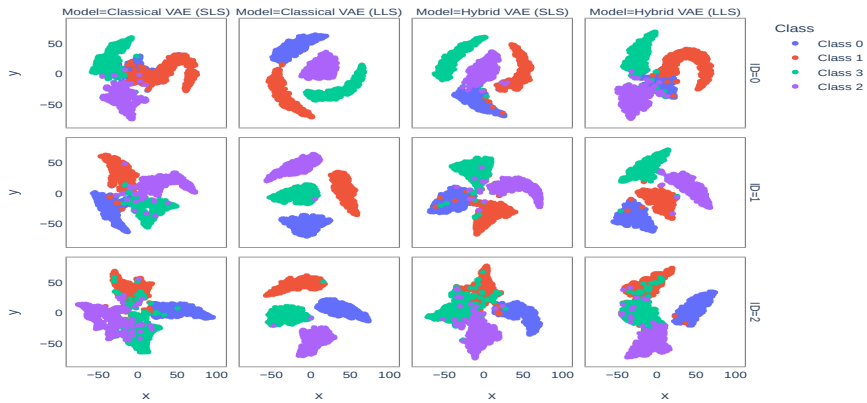 Model=Classical VAE (SLS) Model=Classical VAE (LLS) Model=Hybrid VAE (SLS) Model=Hybrid VAE (LLS)
Class
Class 0
Class 1
Class 3
Class 2
50
0
−50
y
ID=0
50
0
−50
y
ID=1
50
0
−50
y
ID=2
−50 0 50 100 −50 0 50 100 −50 0 50 100 −50 0 50 100
x x x x